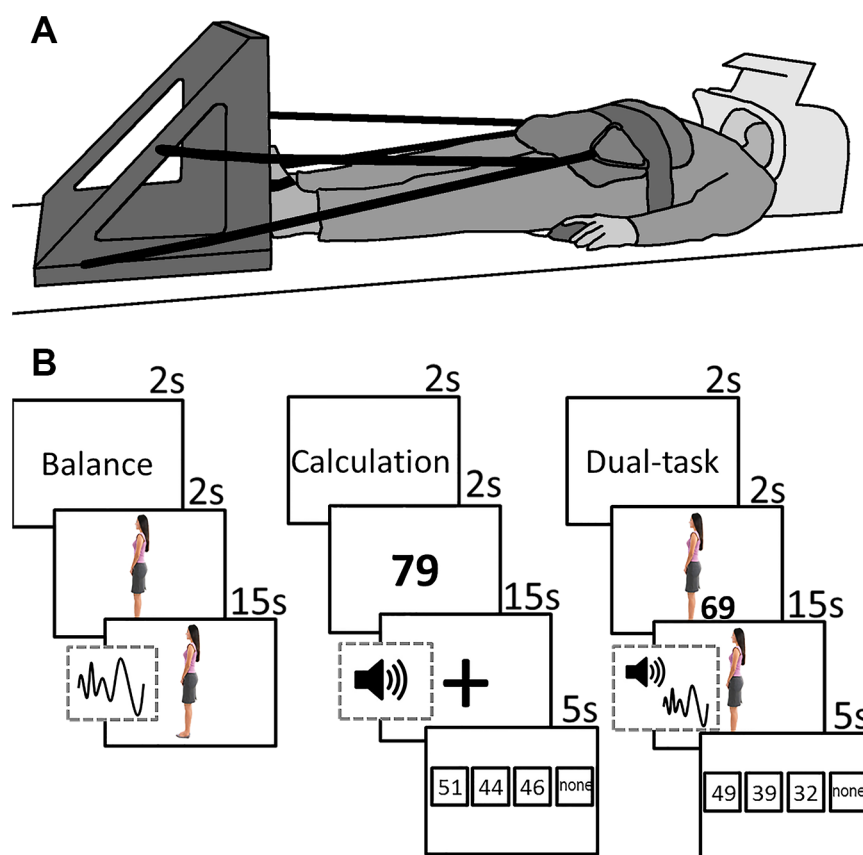 A
B
2s
Balance
2s
15s
2s
Calculation
2s
79
15s
+
5s
51 44 46 none
2s
Dual-task
2s
69
15s
5s
49 39 32 none